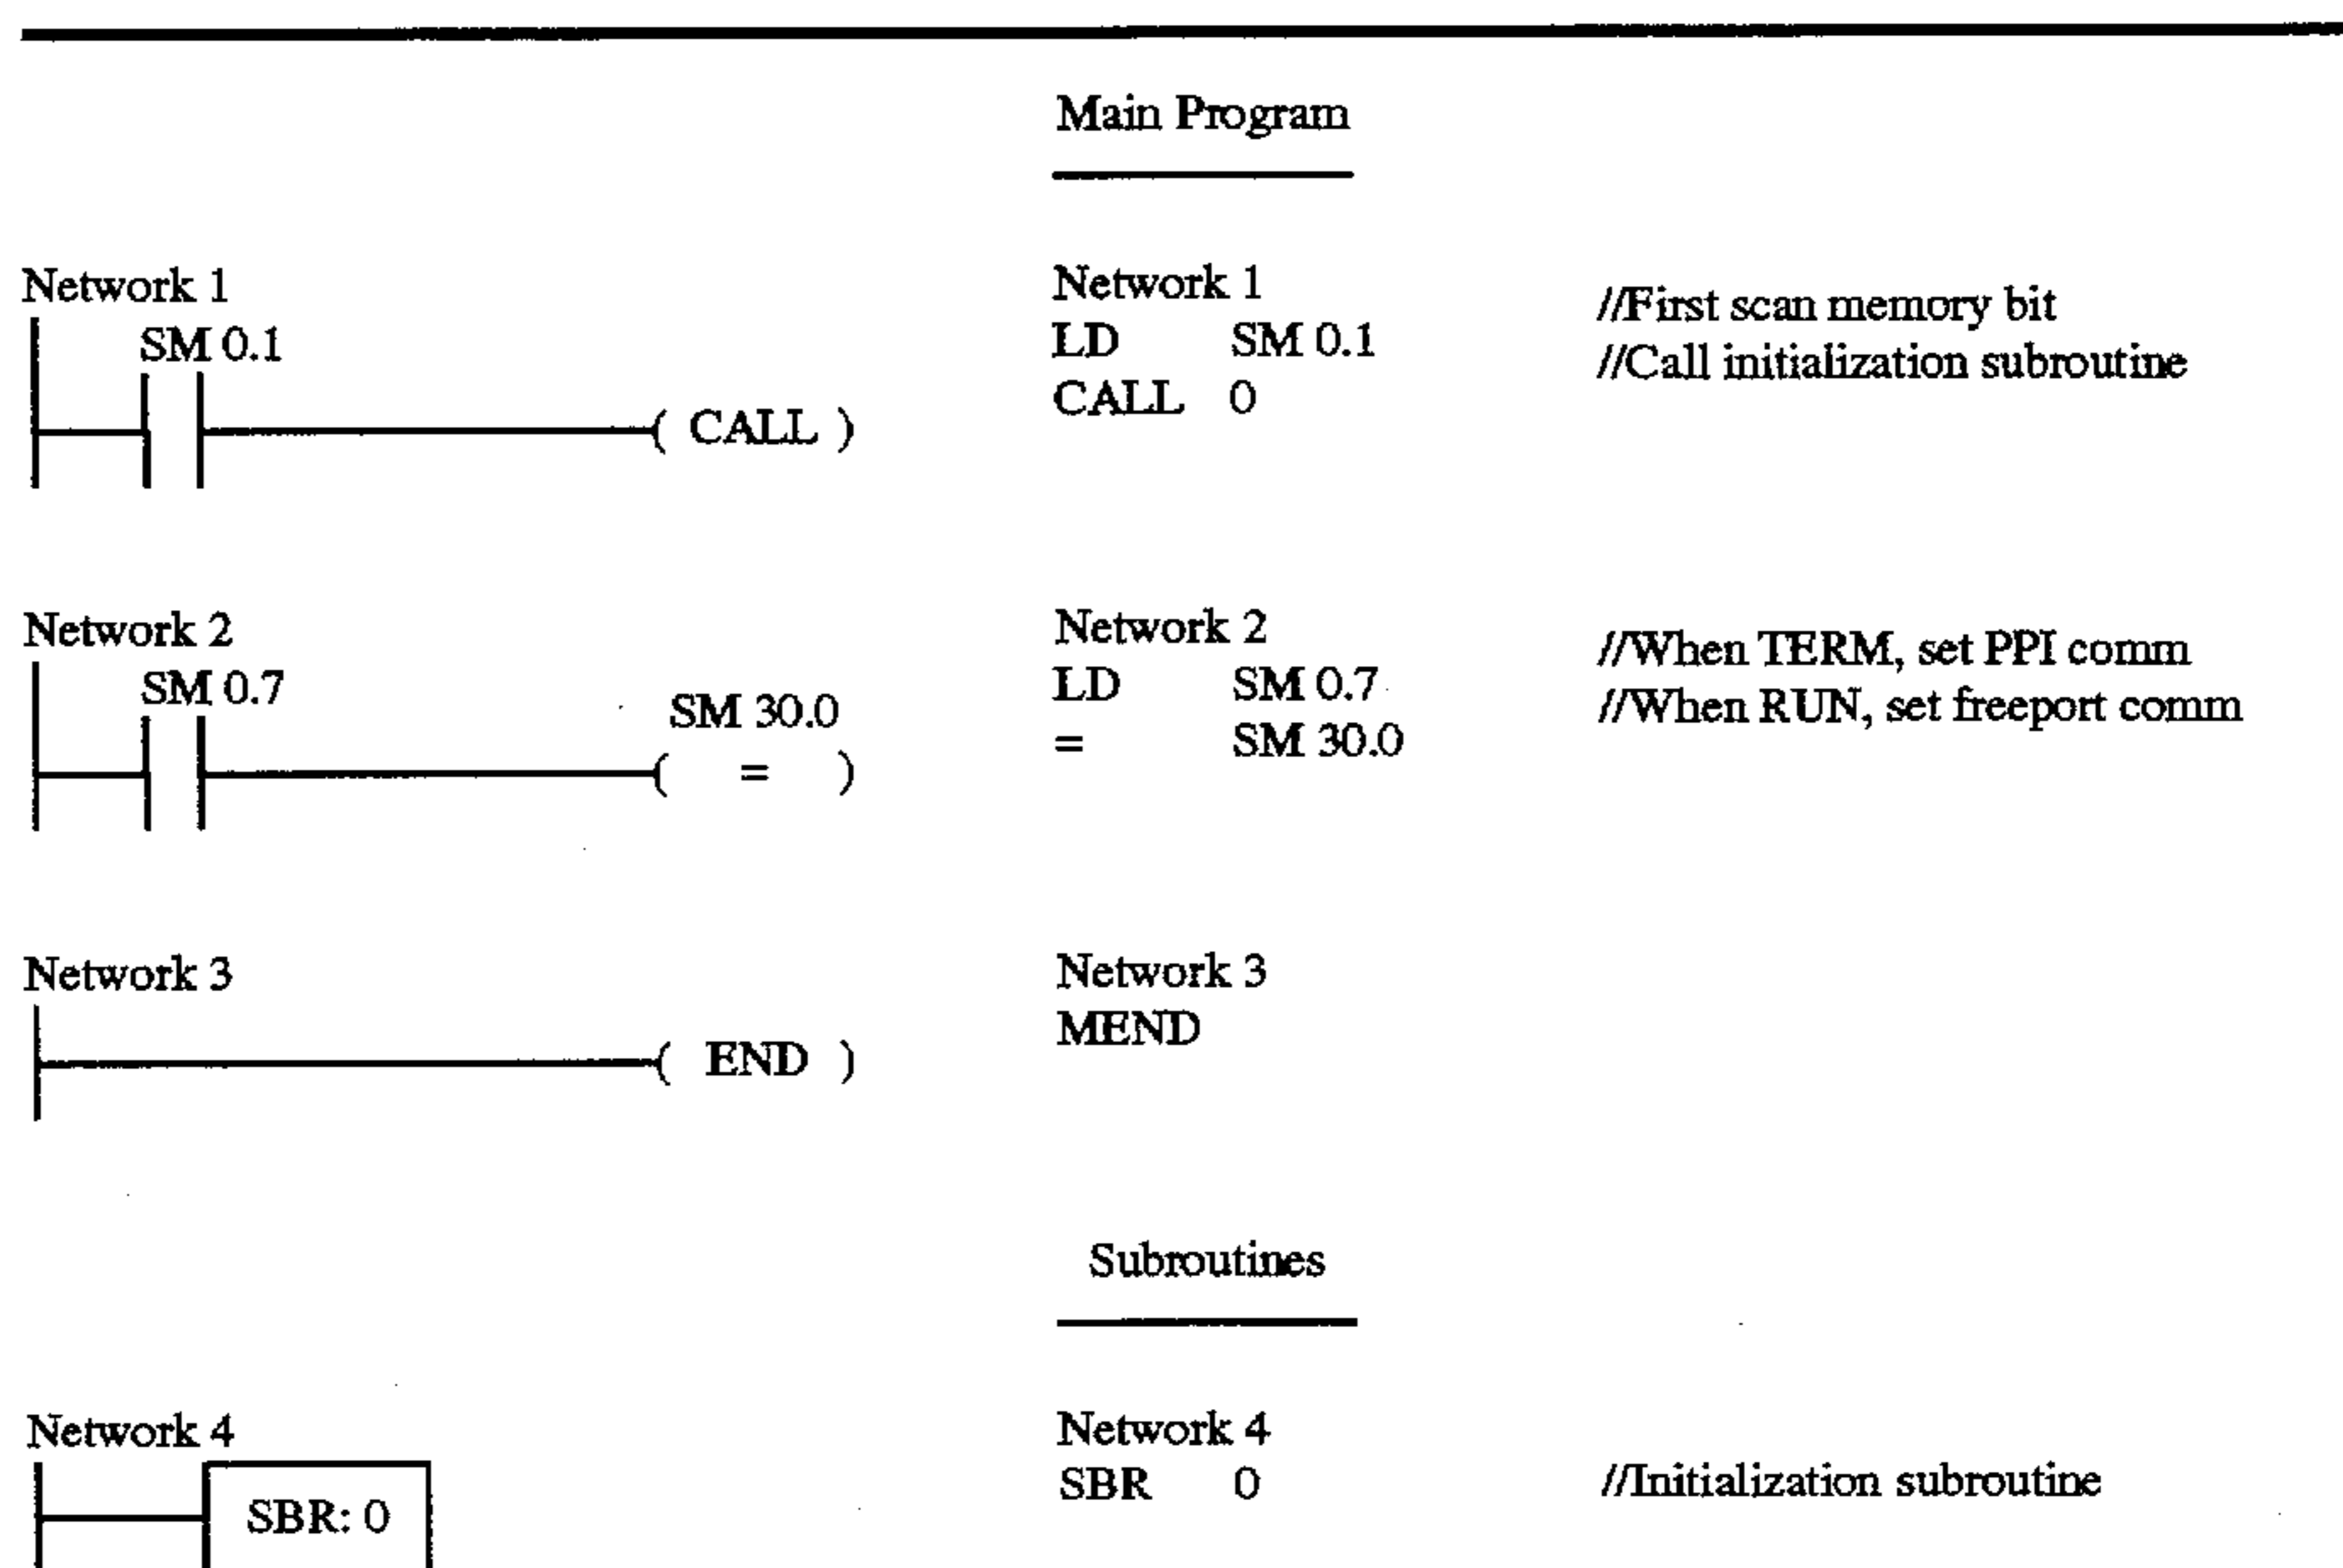 Main Program
Network 1
SM 0.1
( CALL )
Network 1
LD SM 0.1
CALL 0
//First scan memory bit
//Call initialization subroutine
Network 2
SM 0.7
SM 30.0
( = )
Network 2
LD SM 0.7
= SM 30.0
//When TERM, set PPI comm
//When RUN, set freeport comm
Network 3
( END )
Network 3
MEND
Subroutines
Network 4
SBR: 0
Network 4
SBR 0
//Initialization subroutine